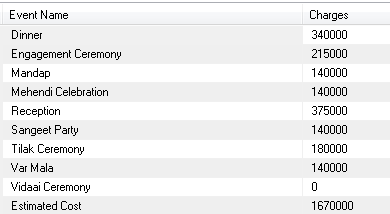 Event Name Charges
Dinner 340000
Engagement Ceremony 215000
Mandap 140000
Mehendi Celebration 140000
Reception 375000
Sangeet Party 140000
Tilak Ceremony 180000
Var Mala 140000
Vidaai Ceremony 0
Estimated Cost 1670000